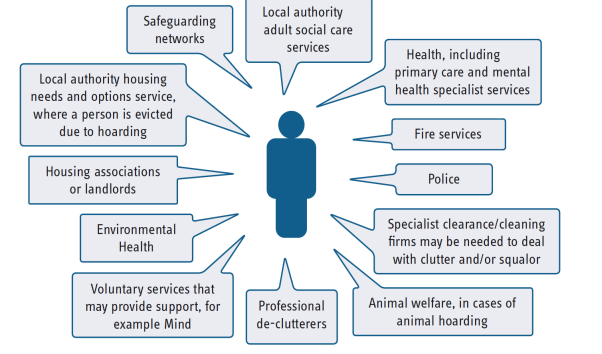 Safeguarding
networks
Local authority
adult social care
services
Health, including
primary care and mental
health specialist services
Local authority housing
needs and options service,
where a person is evicted
due to hoarding
Fire services
Housing associations
or landlords
Police
Environmental
Health
Specialist clearance/cleaning
firms may be needed to deal
with clutter and/or squalor
Voluntary services that
may provide support, for
example Mind
Professional
de-clutterers
Animal welfare, in cases of
animal hoarding